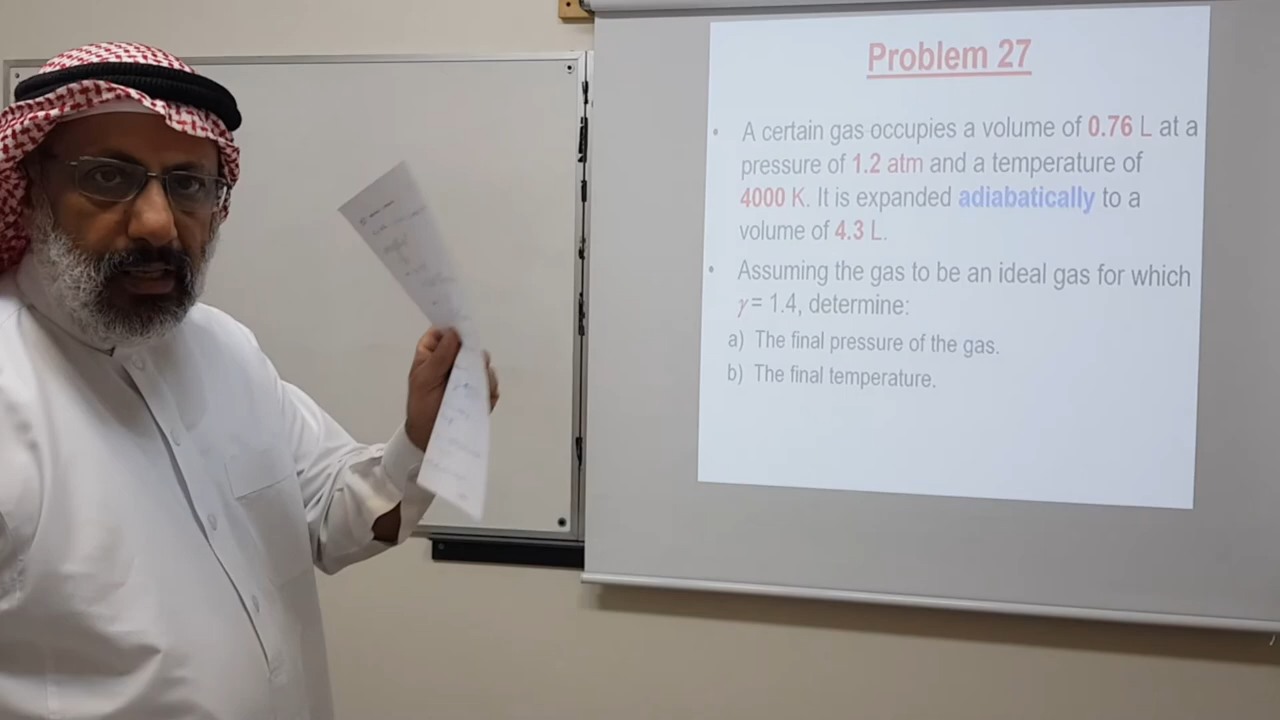 Problem 27
• A certain gas occupies a volume of 0.76 L at a
pressure of 1.2 atm and a temperature of
4000 K. It is expanded adiabatically to a
volume of 4.3 L.
• Assuming the gas to be an ideal gas for which
γ = 1.4, determine:
a) The final pressure of the gas.
b) The final temperature.